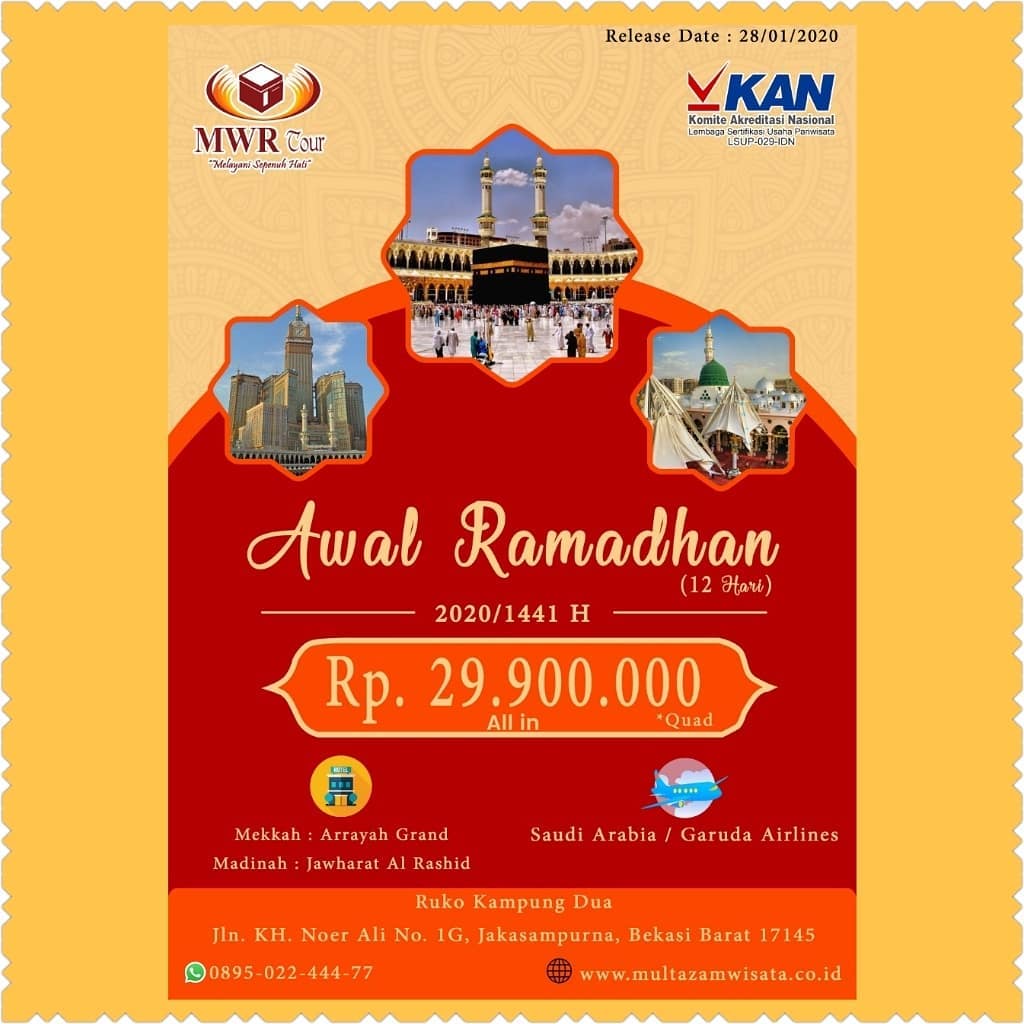 Release Date : 28/01/2020
MWR Tour
"Melayani Sepenuh Hati"
KAN
Komite Akreditasi Nasional
Lembaga Sertifikasi Usaha Pariwisata
LSUP-029-IDN
Awal Ramadhan
(12 Hari)
2020/1441 H
Rp. 29.900.000
All in
*Quad
HOTEL
Mekkah : Arrayah Grand
Madinah : Jawharat Al Rashid
Saudi Arabia / Garuda Airlines
Ruko Kampung Dua
Jln. KH. Noer Ali No. 1G, Jakasampurna, Bekasi Barat 17145
0895-022-444-77
www.multazamwisata.co.id